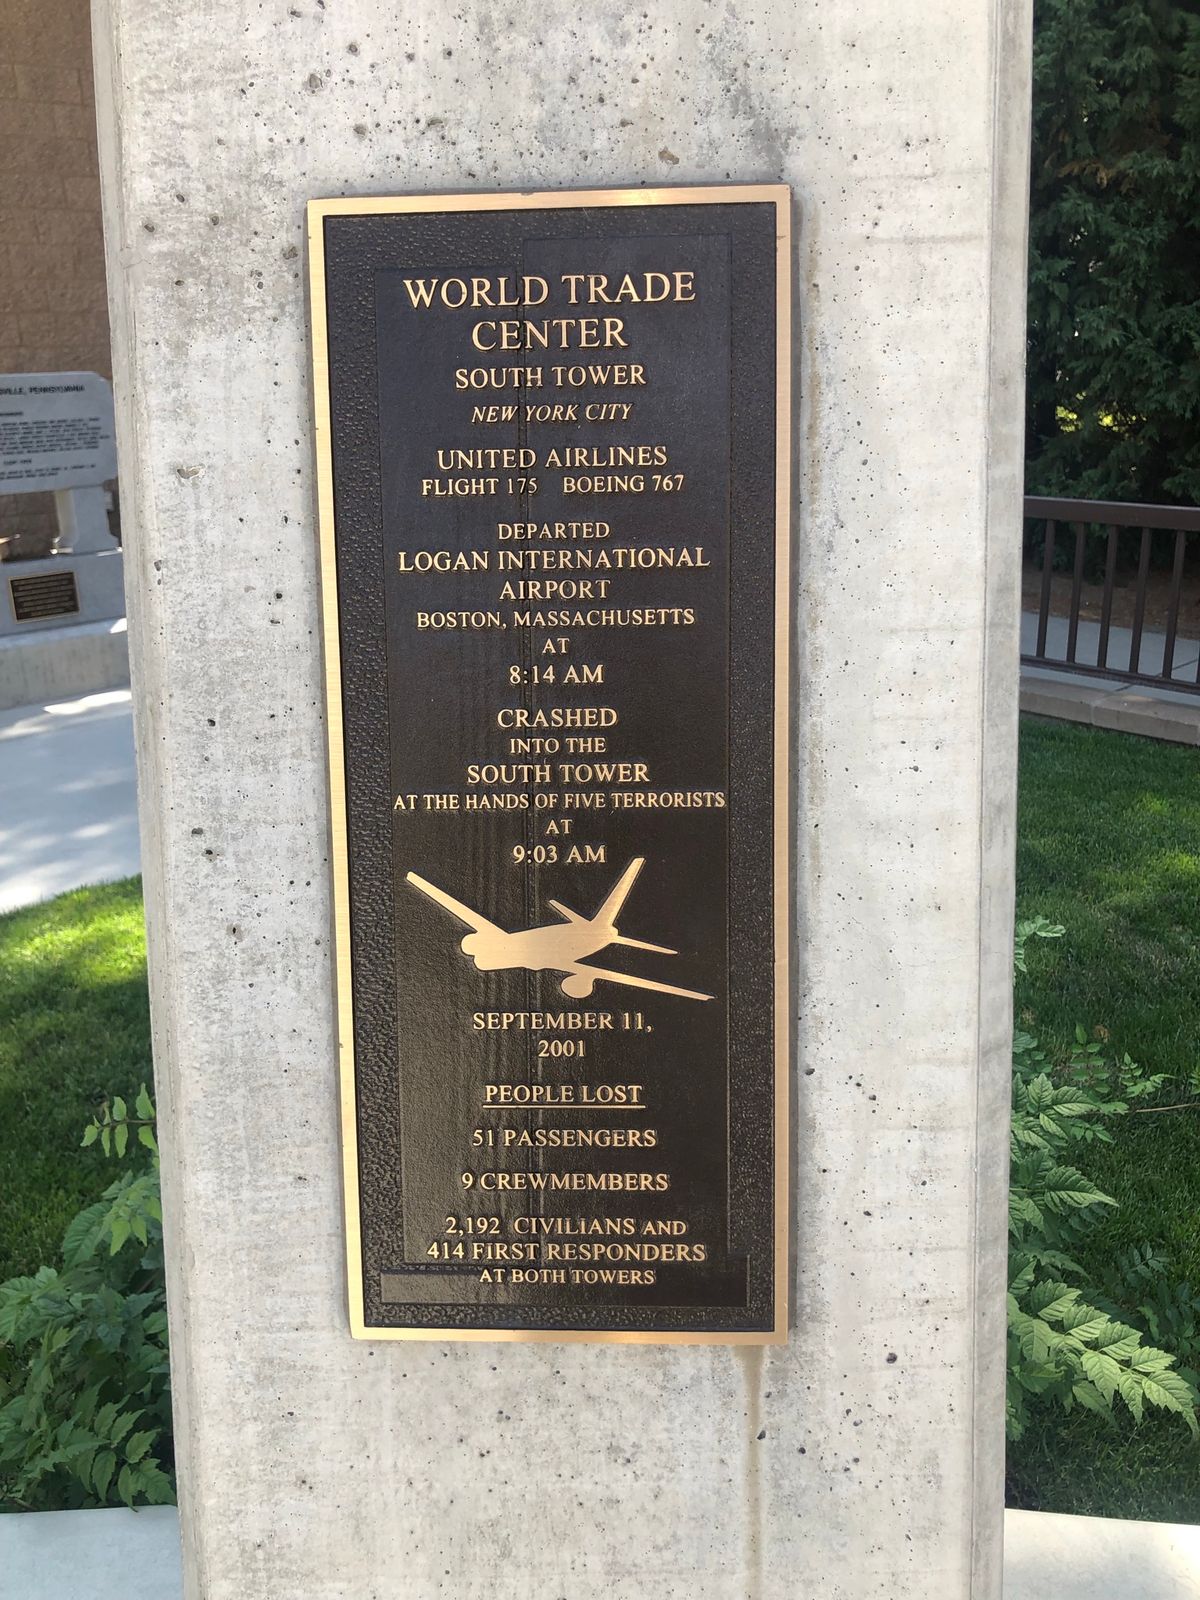 WORLD TRADE
CENTER
SOUTH TOWER
NEW YORK CITY
UNITED AIRLINES
FLIGHT 175 BOEING 767
DEPARTED
LOGAN INTERNATIONAL
AIRPORT
BOSTON, MASSACHUSETTS
AT
8:14 AM
CRASHED
INTO THE
SOUTH TOWER
AT THE HANDS OF FIVE TERRORISTS
AT
9:03 AM
SEPTEMBER 11,
2001
PEOPLE LOST
51 PASSENGERS
9 CREWMEMBERS
2,192 CIVILIANS AND
414 FIRST RESPONDERS
AT BOTH TOWERS
PENNSYLVANIA